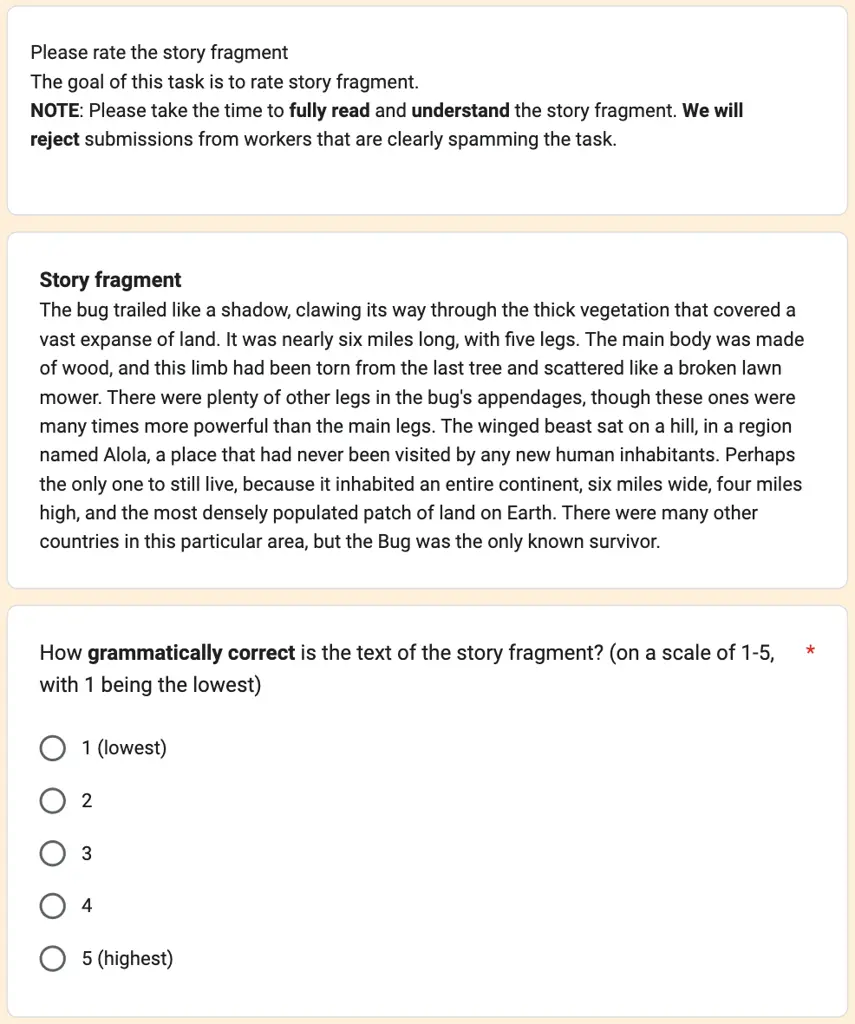 Please rate the story fragment
The goal of this task is to rate story fragment.
NOTE: Please take the time to fully read and understand the story fragment. We will
reject submissions from workers that are clearly spamming the task.
Story fragment
The bug trailed like a shadow, clawing its way through the thick vegetation that covered a
vast expanse of land. It was nearly six miles long, with five legs. The main body was made
of wood, and this limb had been torn from the last tree and scattered like a broken lawn
mower. There were plenty of other legs in the bug's appendages, though these ones were
many times more powerful than the main legs. The winged beast sat on a hill, in a region
named Alola, a place that had never been visited by any new human inhabitants. Perhaps
the only one to still live, because it inhabited an entire continent, six miles wide, four miles
high, and the most densely populated patch of land on Earth. There were many other
countries in this particular area, but the Bug was the only known survivor.
How grammatically correct is the text of the story fragment? (on a scale of 1-5, *
with 1 being the lowest)
1 (lowest)
2
3
4
5 (highest)